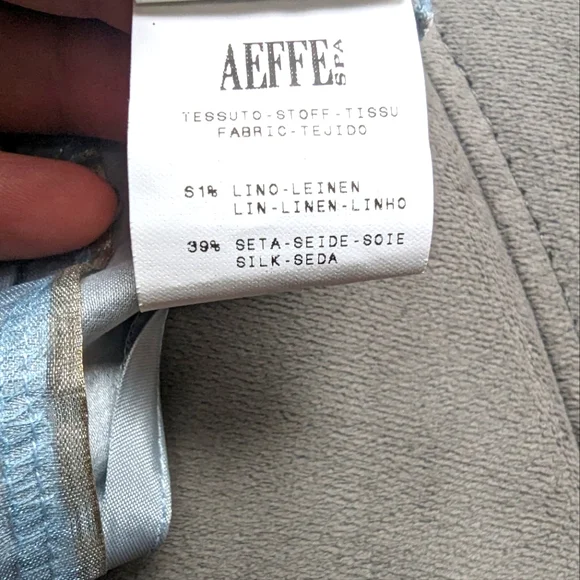 AEFFE SPA
TESSUTO-STOFF-TISSU
FABRIC-TEJIDO
61% LINO-LEINEN
LIN-LINEN-LINHO
39% SETA-SEIDE-SOIE
SILK-SEDA